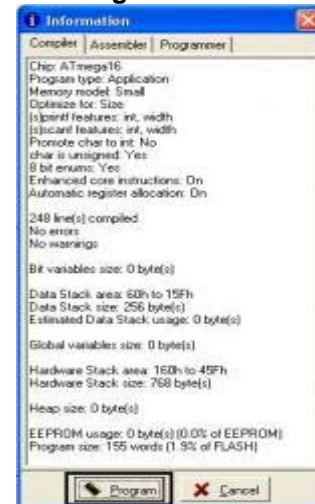 Information
Compiler Assembler Programmer
Chip: ATmega16
Program type: Application
Memory model: Small
Optimize for: Size
(s)printf features: int, width
(s)scanf features: int, width
Promote char to int: No
char is unsigned: Yes
8 bit enums: Yes
Enhanced core instructions: On
Automatic register allocation: On
248 line(s) compiled
No errors
No warnings
Bit variables size: 0 byte(s)
Data Stack area: 60h to 15Fh
Data Stack size: 256 byte(s)
Estimated Data Stack usage: 0 byte(s)
Global variables size: 0 byte(s)
Hardware Stack area: 160h to 45Fh
Hardware Stack size: 768 byte(s)
Heap size: 0 byte(s)
EEPROM usage: 0 byte(s) (0.0% of EEPROM)
Program size: 155 words (1.9% of FLASH)
Program Cancel